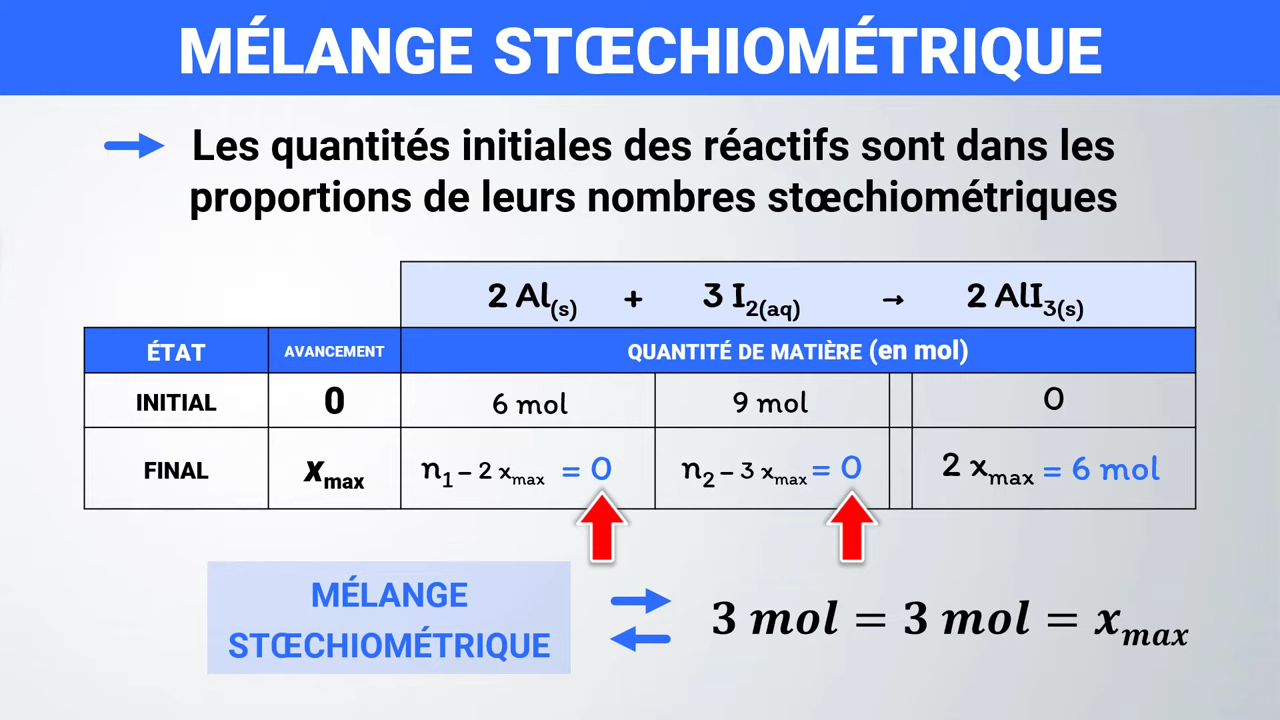 MÉLANGE STŒCHIOMÉTRIQUE
Les quantités initiales des réactifs sont dans les
proportions de leurs nombres stœchiométriques
2 Al(s) + 3 I2(aq) → 2 AlI3(s)
ÉTAT AVANCEMENT QUANTITÉ DE MATIÈRE (en mol)
INITIAL 0 6 mol 9 mol 0
FINAL xmax n1 – 2 xmax = 0 n2 – 3 xmax = 0 2 xmax = 6 mol
MÉLANGE
STŒCHIOMÉTRIQUE
3 mol = 3 mol = xmax